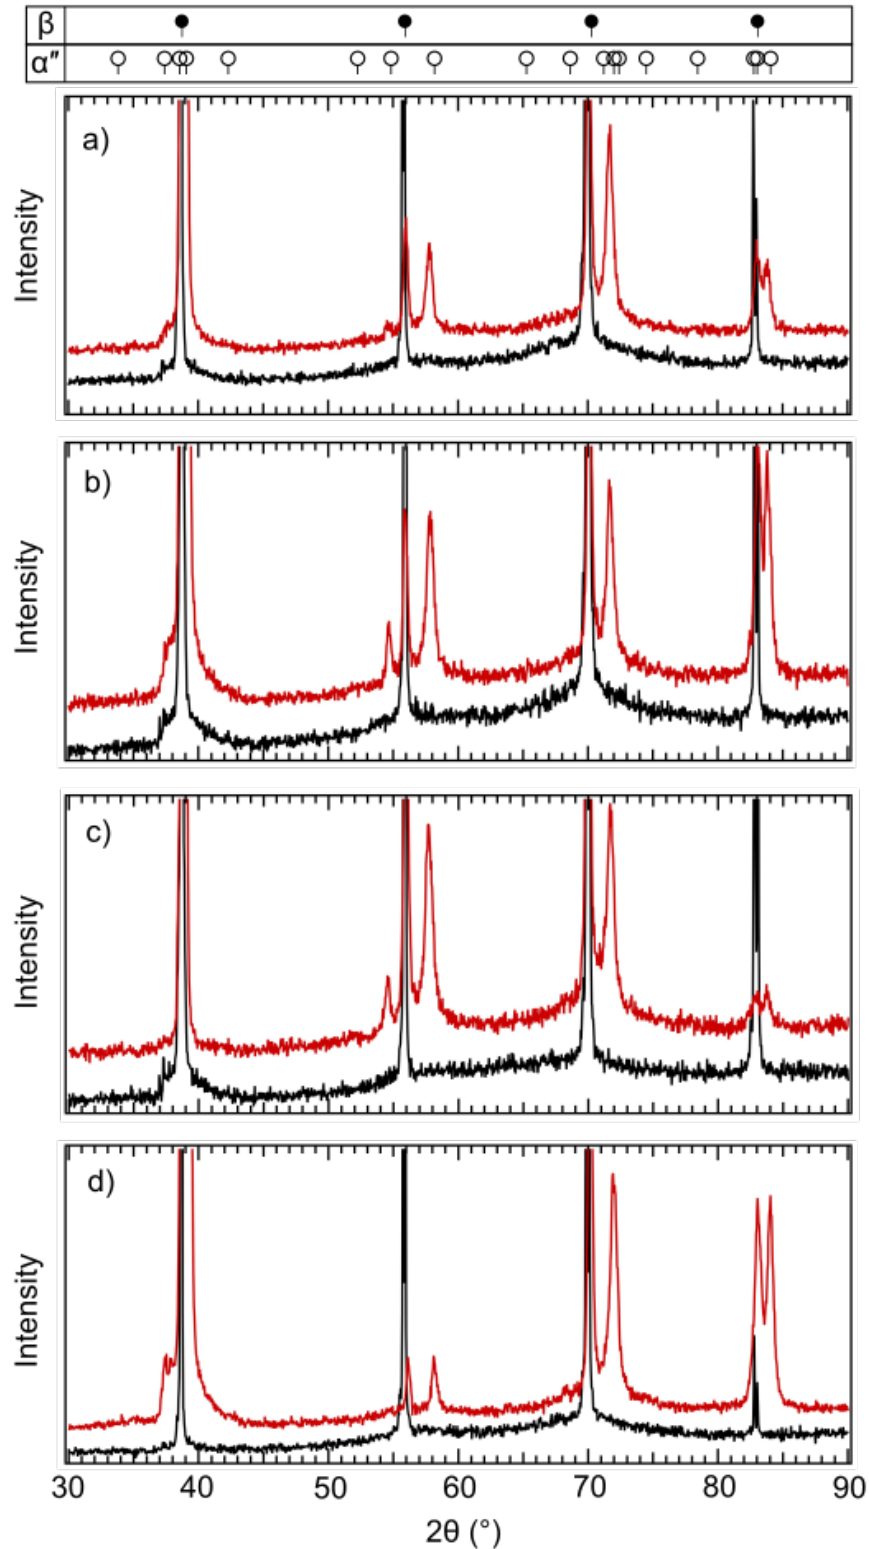 β
α″
a)
Intensity
b)
Intensity
c)
Intensity
d)
Intensity
30 40 50 60 70 80 90
2θ (°)